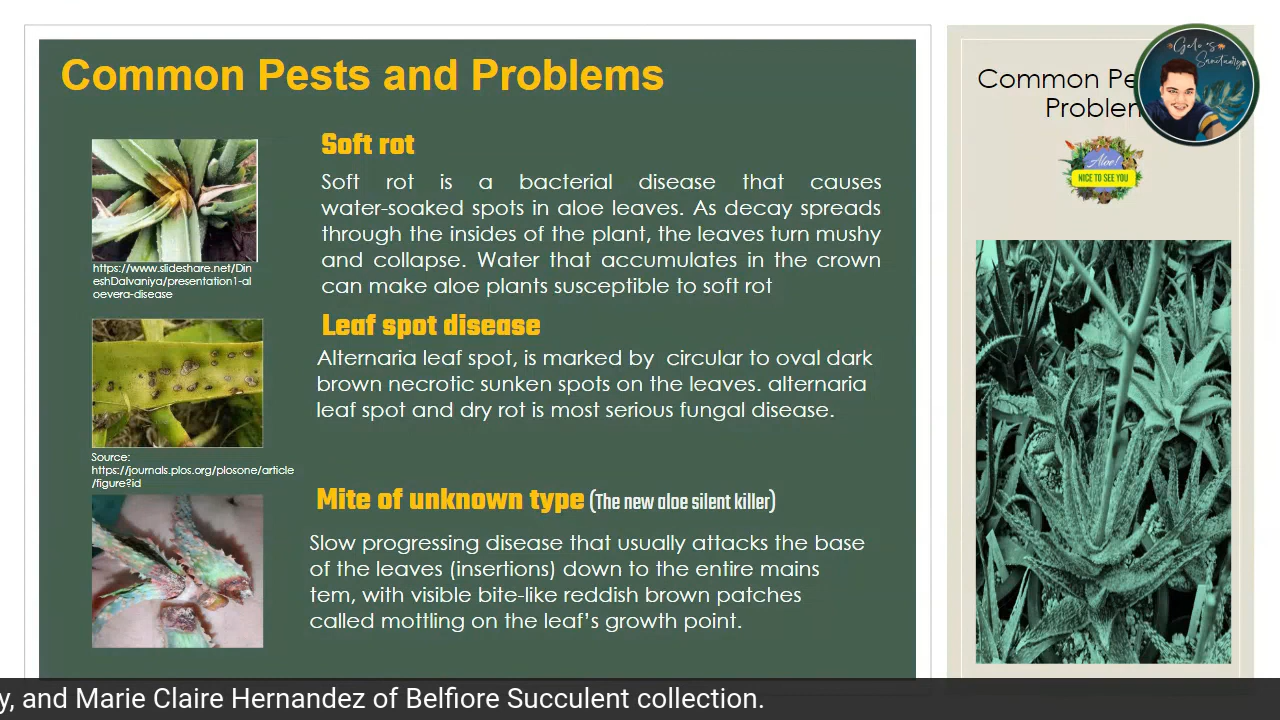 Common Pests and Problems
Soft rot
Soft rot is a bacterial disease that causes
water-soaked spots in aloe leaves. As decay spreads
through the insides of the plant, the leaves turn mushy
and collapse. Water that accumulates in the crown
can make aloe plants susceptible to soft rot
https://www.slideshare.net/Din
eshDalvaniya/presentation1-al
oevera-disease
Leaf spot disease
Alternaria leaf spot, is marked by circular to oval dark
brown necrotic sunken spots on the leaves. alternaria
leaf spot and dry rot is most serious fungal disease.
Source:
https://journals.plos.org/plosone/article
/figure?id
Mite of unknown type (The new aloe silent killer)
Slow progressing disease that usually attacks the base
of the leaves (insertions) down to the entire mains
tem, with visible bite-like reddish brown patches
called mottling on the leaf's growth point.
Common Pe
Problem
Aloe!
NICE TO SEE YOU
y, and Marie Claire Hernandez of Belfiore Succulent collection.